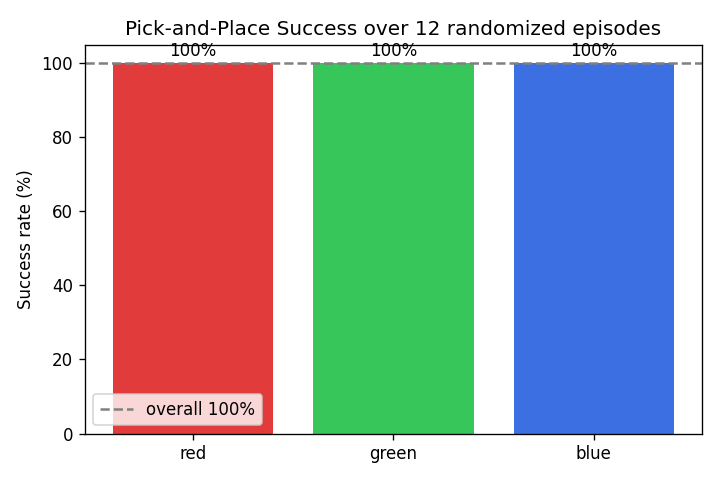 Pick-and-Place Success over 12 randomized episodes
100% 100% 100%
100
80
60
40
20
0
Success rate (%)
overall 100%
red green blue